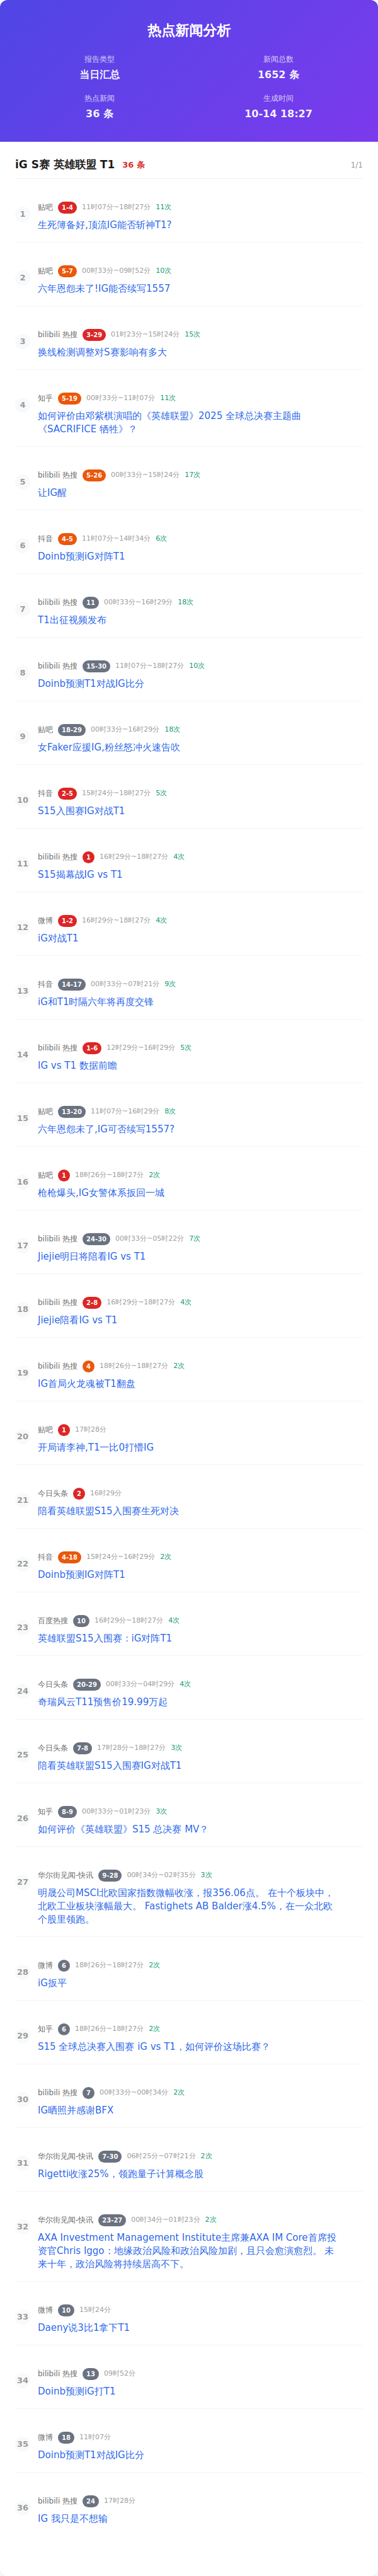 热点新闻分析
报告类型
当日汇总
新闻总数
1652 条
热点新闻
36 条
生成时间
10-14 18:27
iG S赛 英雄联盟 T1 36 条 1/1
1
贴吧 1-4 11时07分~18时27分 11次
生死簿备好,顶流IG能否斩神T1?
2
贴吧 5-7 00时33分~09时52分 10次
六年恩怨未了!IG能否续写1557
3
bilibili 热搜 3-29 01时23分~15时24分 15次
换线检测调整对S赛影响有多大
4
知乎 5-19 00时33分~11时07分 11次
如何评价由邓紫棋演唱的《英雄联盟》2025 全球总决赛主题曲
《SACRIFICE 牺牲》？
5
bilibili 热搜 5-26 00时33分~15时24分 17次
让IG醒
6
抖音 4-5 11时07分~14时34分 6次
Doinb预测iG对阵T1
7
bilibili 热搜 11 00时33分~16时29分 18次
T1出征视频发布
8
bilibili 热搜 15-30 11时07分~18时27分 10次
Doinb预测T1对战IG比分
9
贴吧 18-29 00时33分~16时29分 18次
女Faker应援IG,粉丝怒冲火速告吹
10
抖音 2-5 15时24分~18时27分 5次
S15入围赛IG对战T1
11
bilibili 热搜 1 16时29分~18时27分 4次
S15揭幕战IG vs T1
12
微博 1-2 16时29分~18时27分 4次
iG对战T1
13
抖音 14-17 00时33分~07时21分 9次
iG和T1时隔六年将再度交锋
14
bilibili 热搜 1-6 12时29分~16时29分 5次
IG vs T1 数据前瞻
15
贴吧 13-20 11时07分~16时29分 8次
六年恩怨未了,IG可否续写1557?
16
贴吧 1 18时26分~18时27分 2次
枪枪爆头,IG女警体系扳回一城
17
bilibili 热搜 24-30 00时33分~05时22分 7次
Jiejie明日将陪看IG vs T1
18
bilibili 热搜 2-8 16时29分~18时27分 4次
Jiejie陪看IG vs T1
19
bilibili 热搜 4 18时26分~18时27分 2次
IG首局火龙魂被T1翻盘
20
贴吧 1 17时28分
开局请李神,T1一比0打懵IG
21
今日头条 2 16时29分
陪看英雄联盟S15入围赛生死对决
22
抖音 4-18 15时24分~16时29分 2次
Doinb预测IG对阵T1
23
百度热搜 10 16时29分~18时27分 4次
英雄联盟S15入围赛：iG对阵T1
24
今日头条 20-29 00时33分~04时29分 4次
奇瑞风云T11预售价19.99万起
25
今日头条 7-8 17时28分~18时27分 3次
陪看英雄联盟S15入围赛IG对战T1
26
知乎 8-9 00时33分~01时23分 3次
如何评价《英雄联盟》S15 总决赛 MV？
27
华尔街见闻-快讯 9-28 00时34分~02时35分 3次
明晟公司MSCI北欧国家指数微幅收涨，报356.06点。 在十个板块中，
北欧工业板块涨幅最大。 Fastighets AB Balder涨4.5%，在一众北欧
个股里领跑。
28
微博 6 18时26分~18时27分 2次
iG扳平
29
知乎 6 18时26分~18时27分 2次
S15 全球总决赛入围赛 iG vs T1，如何评价这场比赛？
30
bilibili 热搜 7 00时33分~00时34分 2次
IG晒照并感谢BFX
31
华尔街见闻-快讯 7-30 06时25分~07时21分 2次
Rigetti收涨25%，领跑量子计算概念股
32
华尔街见闻-快讯 23-27 00时34分~01时23分 2次
AXA Investment Management Institute主席兼AXA IM Core首席投
资官Chris Iggo：地缘政治风险和政治风险加剧，且只会愈演愈烈。 未
来十年，政治风险将持续居高不下。
33
微博 10 15时24分
Daeny说3比1拿下T1
34
bilibili 热搜 13 09时52分
Doinb预测iG打T1
35
微博 18 11时07分
Doinb预测T1对战IG比分
36
bilibili 热搜 24 17时28分
IG 我只是不想输